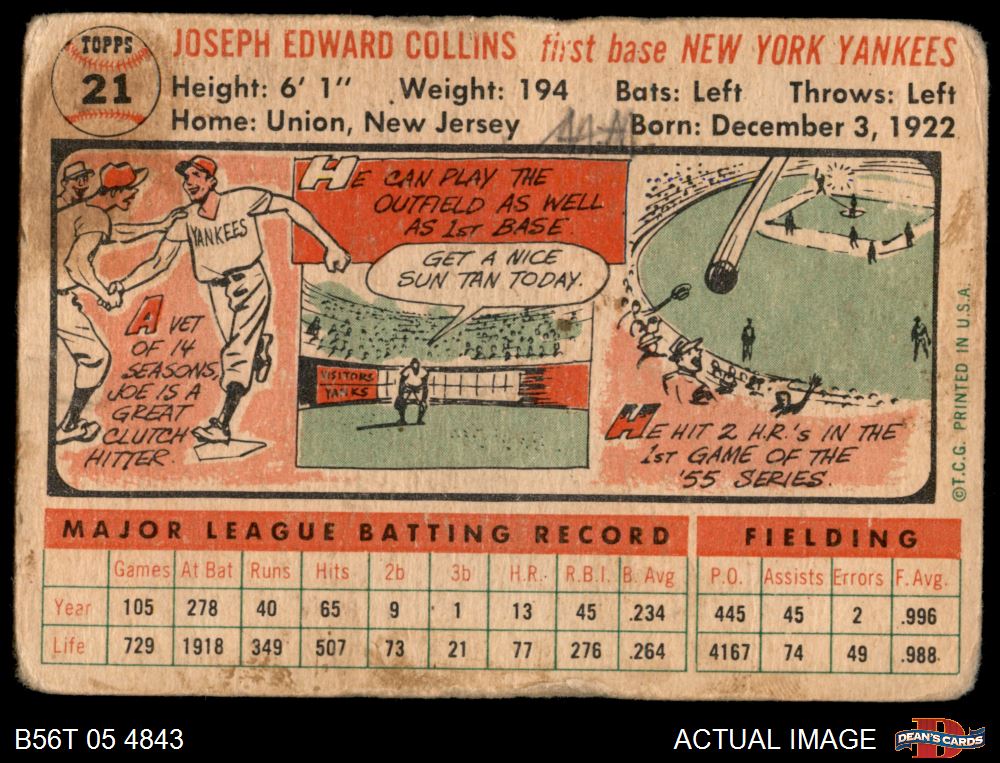 TOPPS
21
JOSEPH EDWARD COLLINS first base NEW YORK YANKEES
Height: 6' 1" Weight: 194 Bats: Left Throws: Left
Home: Union, New Jersey Born: December 3, 1922
YANKEES
A VET
OF 14
SEASONS,
JOE IS A
GREAT
CLUTCH
HITTER.
HE CAN PLAY THE
OUTFIELD AS WELL
AS 1ST BASE
GET A NICE
SUN TAN TODAY.
VISITORS
YANKS
HE HIT 2 H.R.'s IN THE
1ST GAME OF THE
'55 SERIES.
©T.C.G. PRINTED IN U.S.A.
MAJOR LEAGUE BATTING RECORD FIELDING
Games At Bat Runs Hits 2b 3b H.R. R.B.I. B. Avg P.O. Assists Errors F. Avg.
Year 105 278 40 65 9 1 13 45 .234 445 45 2 .996
Life 729 1918 349 507 73 21 77 276 .264 4167 74 49 .988
B56T 05 4843 ACTUAL IMAGE DEAN'S CARDS